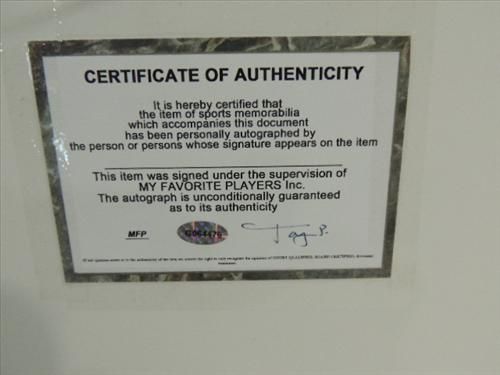 CERTIFICATE OF AUTHENTICITY
It is hereby certified that
the item of sports memorabilia
which accompanies this document
has been personally autographed by
the person or persons whose signature appears on the item
This item was signed under the supervision of
MY FAVORITE PLAYERS Inc.
The autograph is unconditionally guaranteed
as to its authenticity
MFP